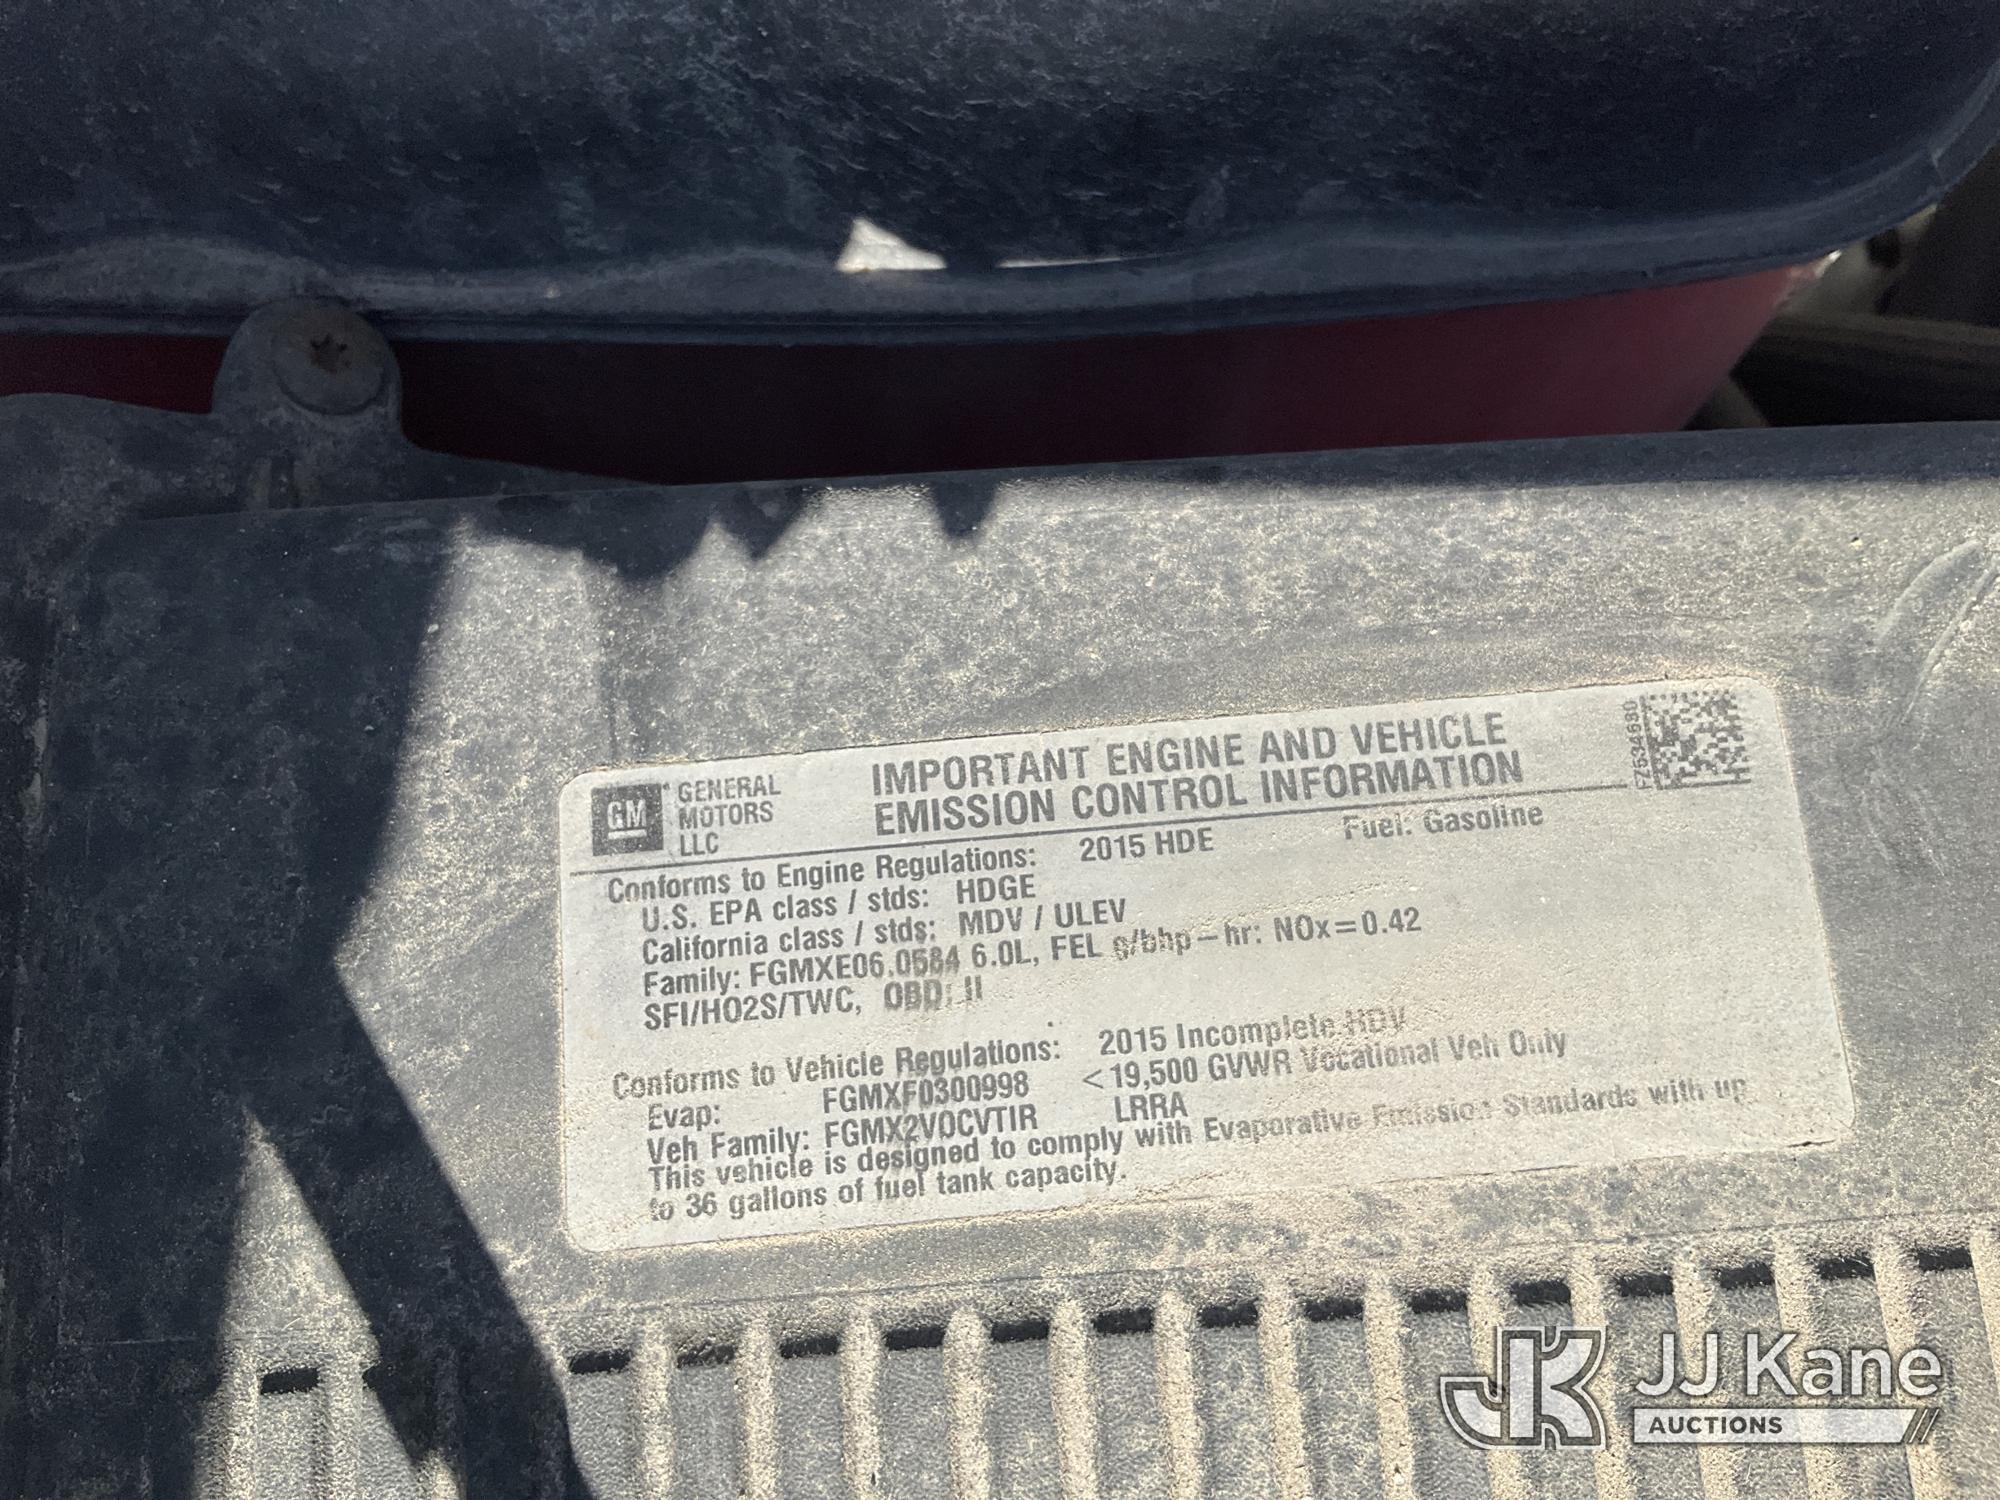 GM
GENERAL
MOTORS
LLC
IMPORTANT ENGINE AND VEHICLE
EMISSION CONTROL INFORMATION
FZ534680
Conforms to Engine Regulations: 2015 HDE Fuel: Gasoline
U.S. EPA class / stds: HDGE
California class / stds: MDV / ULEV
Family: FGMXE06.0584 6.0L, FEL g/bhp-hr: NOx=0.42
SFI/HO2S/TWC, OBD: II
Conforms to Vehicle Regulations: 2015 Incomplete HDV
Evap: FGMXF0300998 <19,500 GVWR Vocational Veh Only
Veh Family: FGMX2VOCVTIR LRRA
This vehicle is designed to comply with Evaporative Emission Standards with up
to 36 gallons of fuel tank capacity.
JK
JJ Kane
AUCTIONS